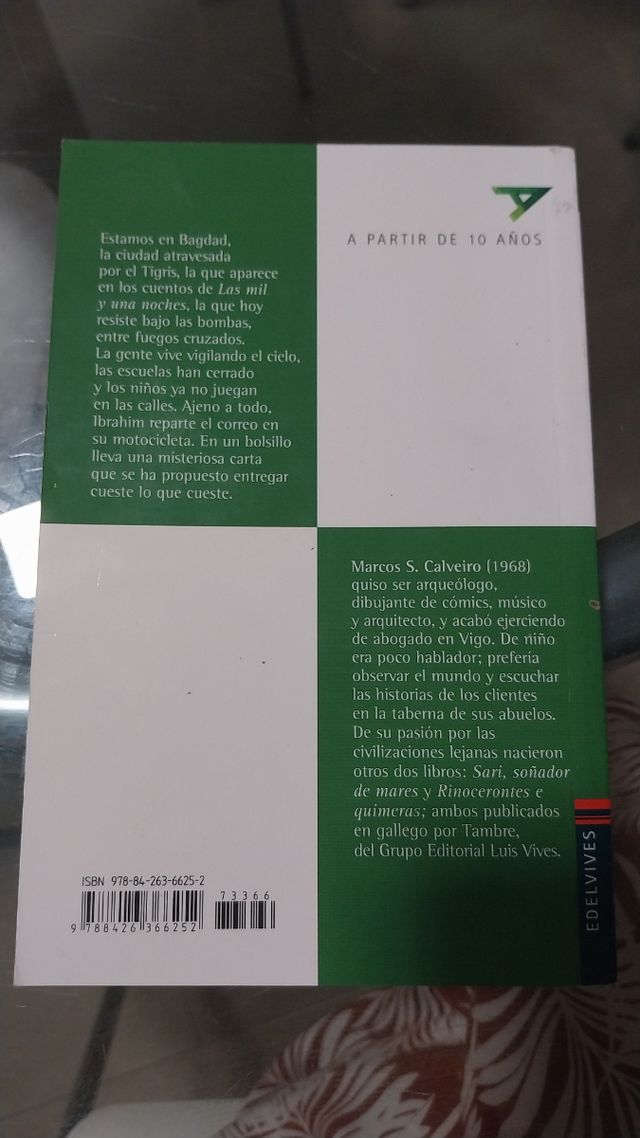 A PARTIR DE 10 AÑOS
Estamos en Bagdad,
la ciudad atravesada
por el Tigris, la que aparece
en los cuentos de Las mil
y una noches, la que hoy
resiste bajo las bombas,
entre fuegos cruzados.
La gente vive vigilando el cielo,
las escuelas han cerrado
y los niños ya no juegan
en las calles. Ajeno a todo,
Ibrahim reparte el correo en
su motocicleta. En un bolsillo
lleva una misteriosa carta
que se ha propuesto entregar
cueste lo que cueste.
Marcos S. Calveiro (1968)
quiso ser arqueólogo,
dibujante de cómics, músico
y arquitecto, y acabó ejerciendo
de abogado en Vigo. De niño
era poco hablador; prefería
observar el mundo y escuchar
las historias de los clientes
en la taberna de sus abuelos.
De su pasión por las
civilizaciones lejanas nacieron
otros dos libros: Sari, soñador
de mares y Rinocerontes e
quimeras; ambos publicados
en gallego por Tambre,
del Grupo Editorial Luis Vives.
EDELVIVES
ISBN 978-84-263-6625-2
73366
9 788426 366252